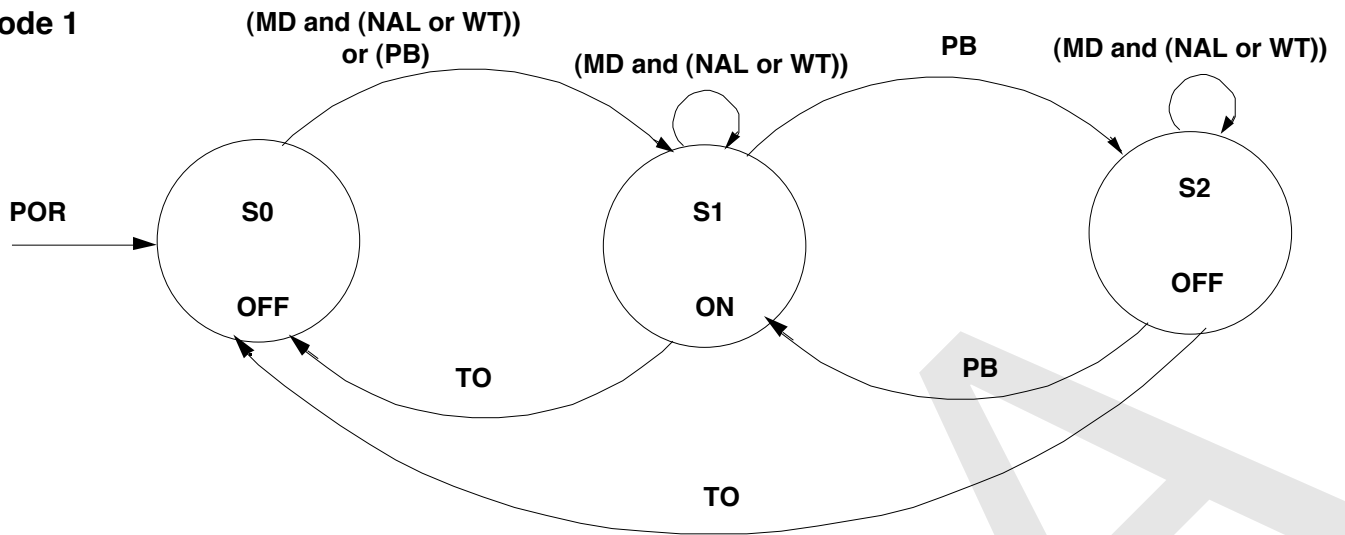 ode 1
(MD and (NAL or WT))
or (PB)
(MD and (NAL or WT))
PB
(MD and (NAL or WT))
POR
S0
OFF
S1
ON
S2
OFF
TO
PB
TO